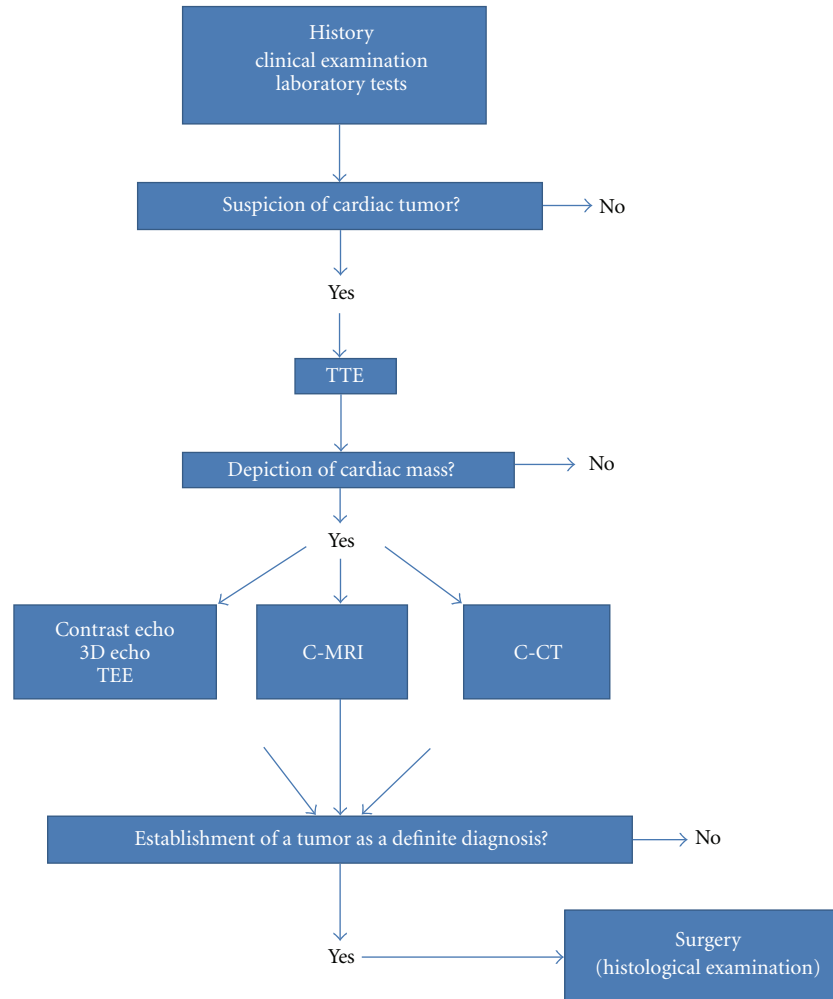 History
clinical examination
laboratory tests
Suspicion of cardiac tumor?
No
Yes
TTE
Depiction of cardiac mass?
No
Yes
Contrast echo
3D echo
TEE
C-MRI
C-CT
Establishment of a tumor as a definite diagnosis?
No
Yes
Surgery
(histological examination)